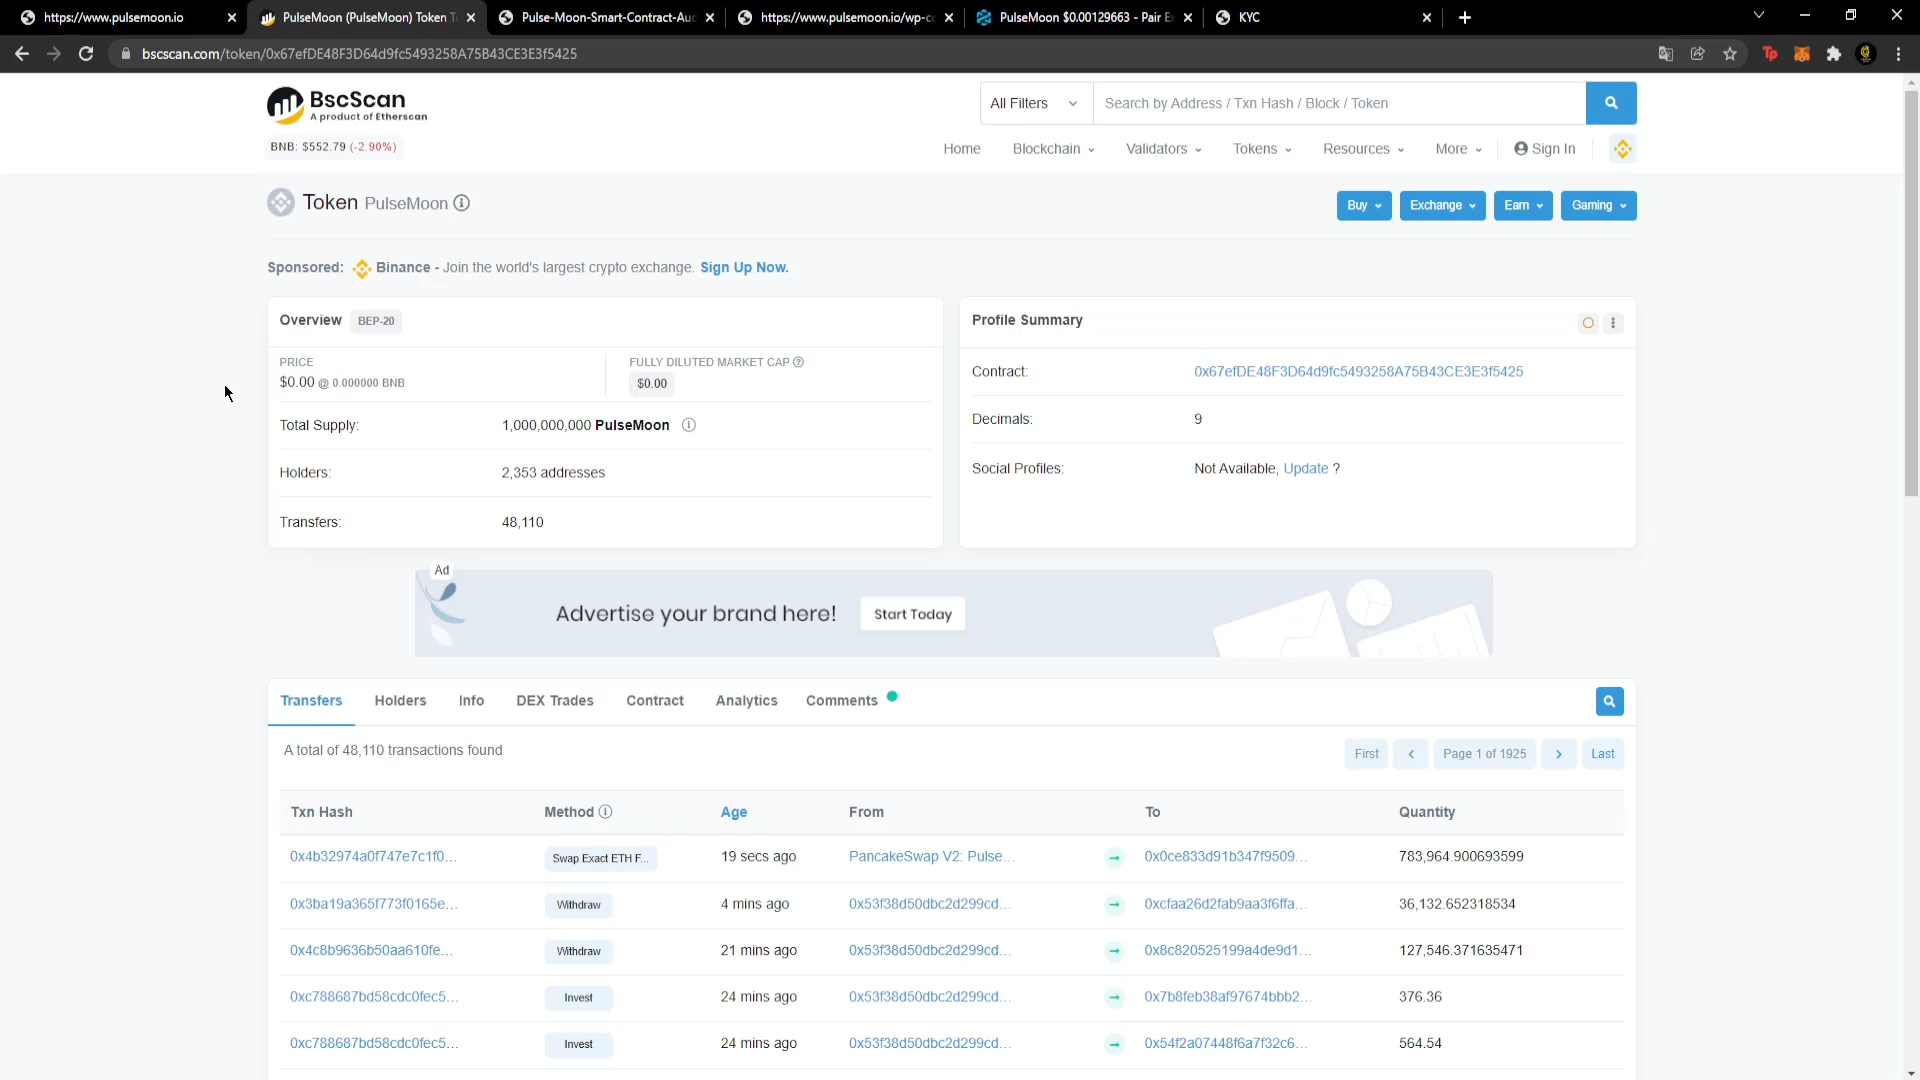 https://www.pulsemoon.io
PulseMoon (PulseMoon) Token T
Pulse-Moon-Smart-Contract-Auc
https://www.pulsemoon.io/wp-co
PulseMoon $0.00129663 - Pair Ex
KYC
bscscan.com/token/0x67efDE48F3D64d9fc5493258A75B43CE3E3f5425
Tp
BscScan
A product of Etherscan
All Filters
Search by Address / Txn Hash / Block / Token
BNB: $552.79 (-2.90%)
Home Blockchain Validators Tokens Resources More Sign In
Token PulseMoon
Buy Exchange Earn Gaming
Sponsored: Binance - Join the world's largest crypto exchange. Sign Up Now.
Overview BEP-20
PRICE
$0.00 @ 0.000000 BNB
FULLY DILUTED MARKET CAP
$0.00
Total Supply: 1,000,000,000 PulseMoon
Holders: 2,353 addresses
Transfers: 48,110
Profile Summary
Contract: 0x67efDE48F3D64d9fc5493258A75B43CE3E3f5425
Decimals: 9
Social Profiles: Not Available, Update ?
Ad
Advertise your brand here! Start Today
Transfers Holders Info DEX Trades Contract Analytics Comments
A total of 48,110 transactions found
First Page 1 of 1925 Last
Txn Hash Method Age From To Quantity
0x4b32974a0f747e7c1f0... Swap Exact ETH F... 19 secs ago PancakeSwap V2: Pulse... 0x0ce833d91b347f9509... 783,964.900693599
0x3ba19a365f773f0165e... Withdraw 4 mins ago 0x53f38d50dbc2d299cd... 0xcfaa26d2fab9aa3f6ffa... 36,132.652318534
0x4c8b9636b50aa610fe... Withdraw 21 mins ago 0x53f38d50dbc2d299cd... 0x8c820525199a4de9d1... 127,546.371635471
0xc788687bd58cdc0fec5... Invest 24 mins ago 0x53f38d50dbc2d299cd... 0x7b8feb38af97674bbb2... 376.36
0xc788687bd58cdc0fec5... Invest 24 mins ago 0x53f38d50dbc2d299cd... 0x54f2a07448f6a7f32c6... 564.54